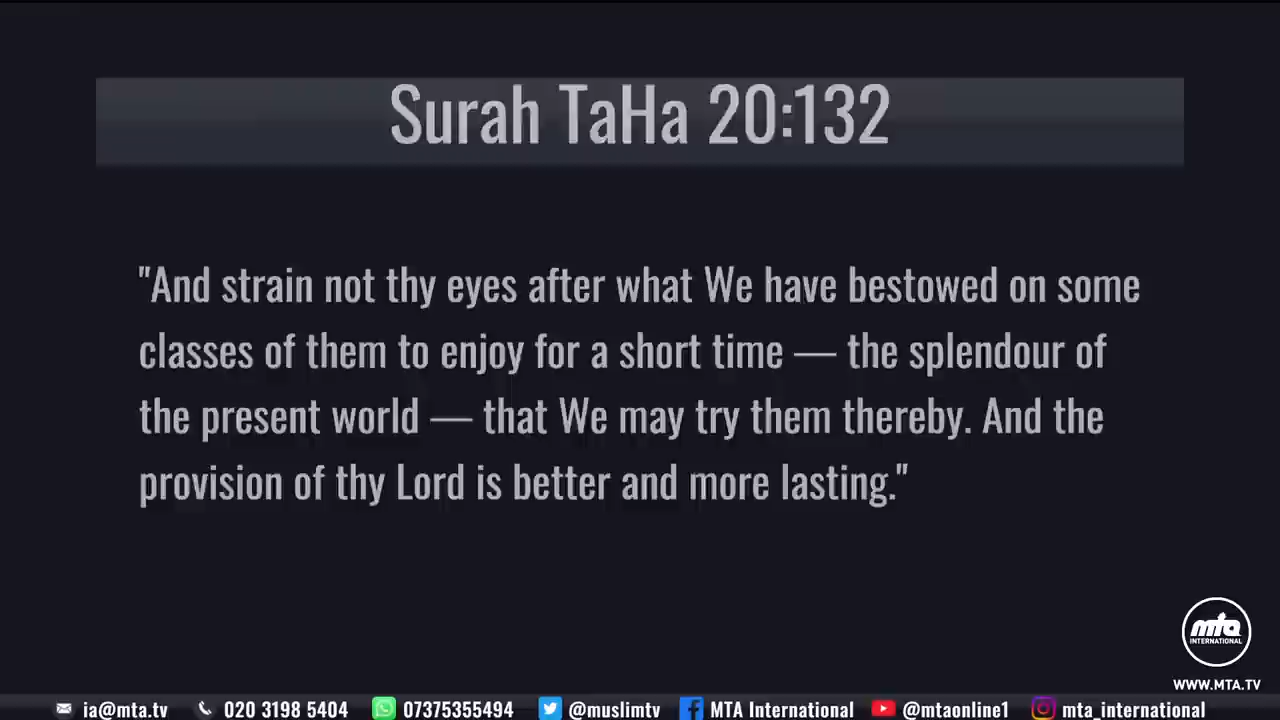 Surah TaHa 20:132
"And strain not thy eyes after what We have bestowed on some
classes of them to enjoy for a short time — the splendour of
the present world — that We may try them thereby. And the
provision of thy Lord is better and more lasting."
mta
INTERNATIONAL
WWW.MTA.TV
ia@mta.tv 020 3198 5404 07375355494 @muslimtv MTA International @mtaonline1 mta_international